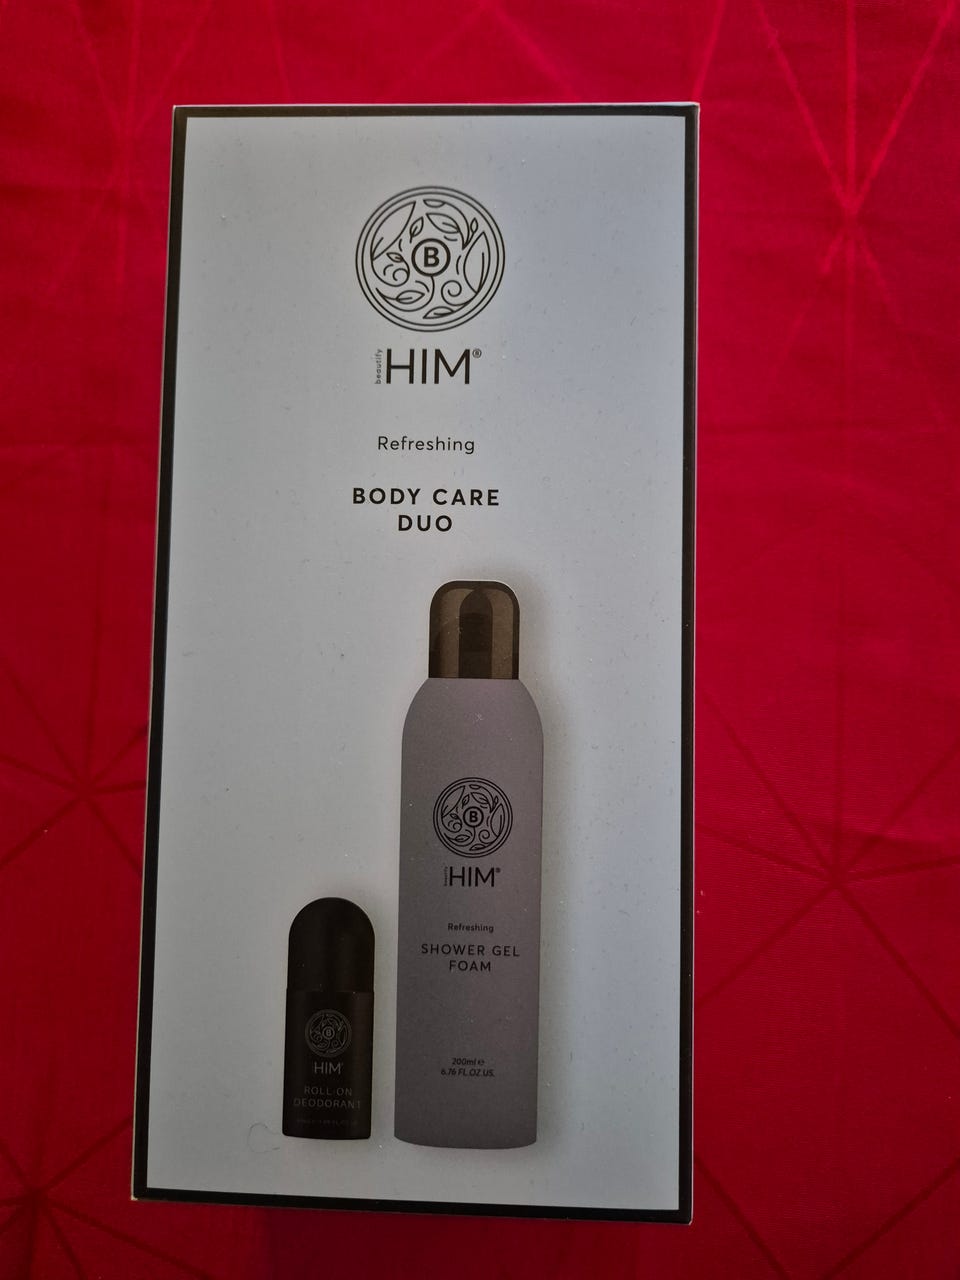 B
beautify
HIM®
Refreshing
BODY CARE
DUO
B
HIM®
Refreshing
SHOWER GEL
FOAM
200ml ℮
6.76 FL.OZ.US.
B
HIM
ROLL-ON
DEODORANT